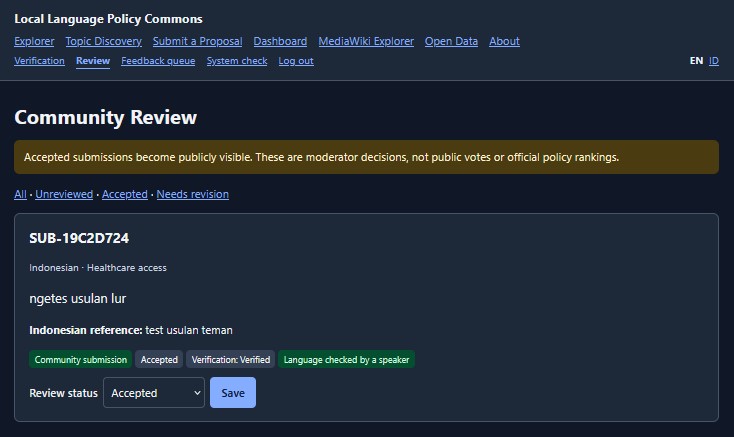 Local Language Policy Commons
Explorer Topic Discovery Submit a Proposal Dashboard MediaWiki Explorer Open Data About
Verification Review Feedback queue System check Log out EN ID
Community Review
Accepted submissions become publicly visible. These are moderator decisions, not public votes or official policy rankings.
All · Unreviewed · Accepted · Needs revision
SUB-19C2D724
Indonesian · Healthcare access
ngetes usulan lur
Indonesian reference: test usulan teman
Community submission Accepted Verification: Verified Language checked by a speaker
Review status Accepted Save